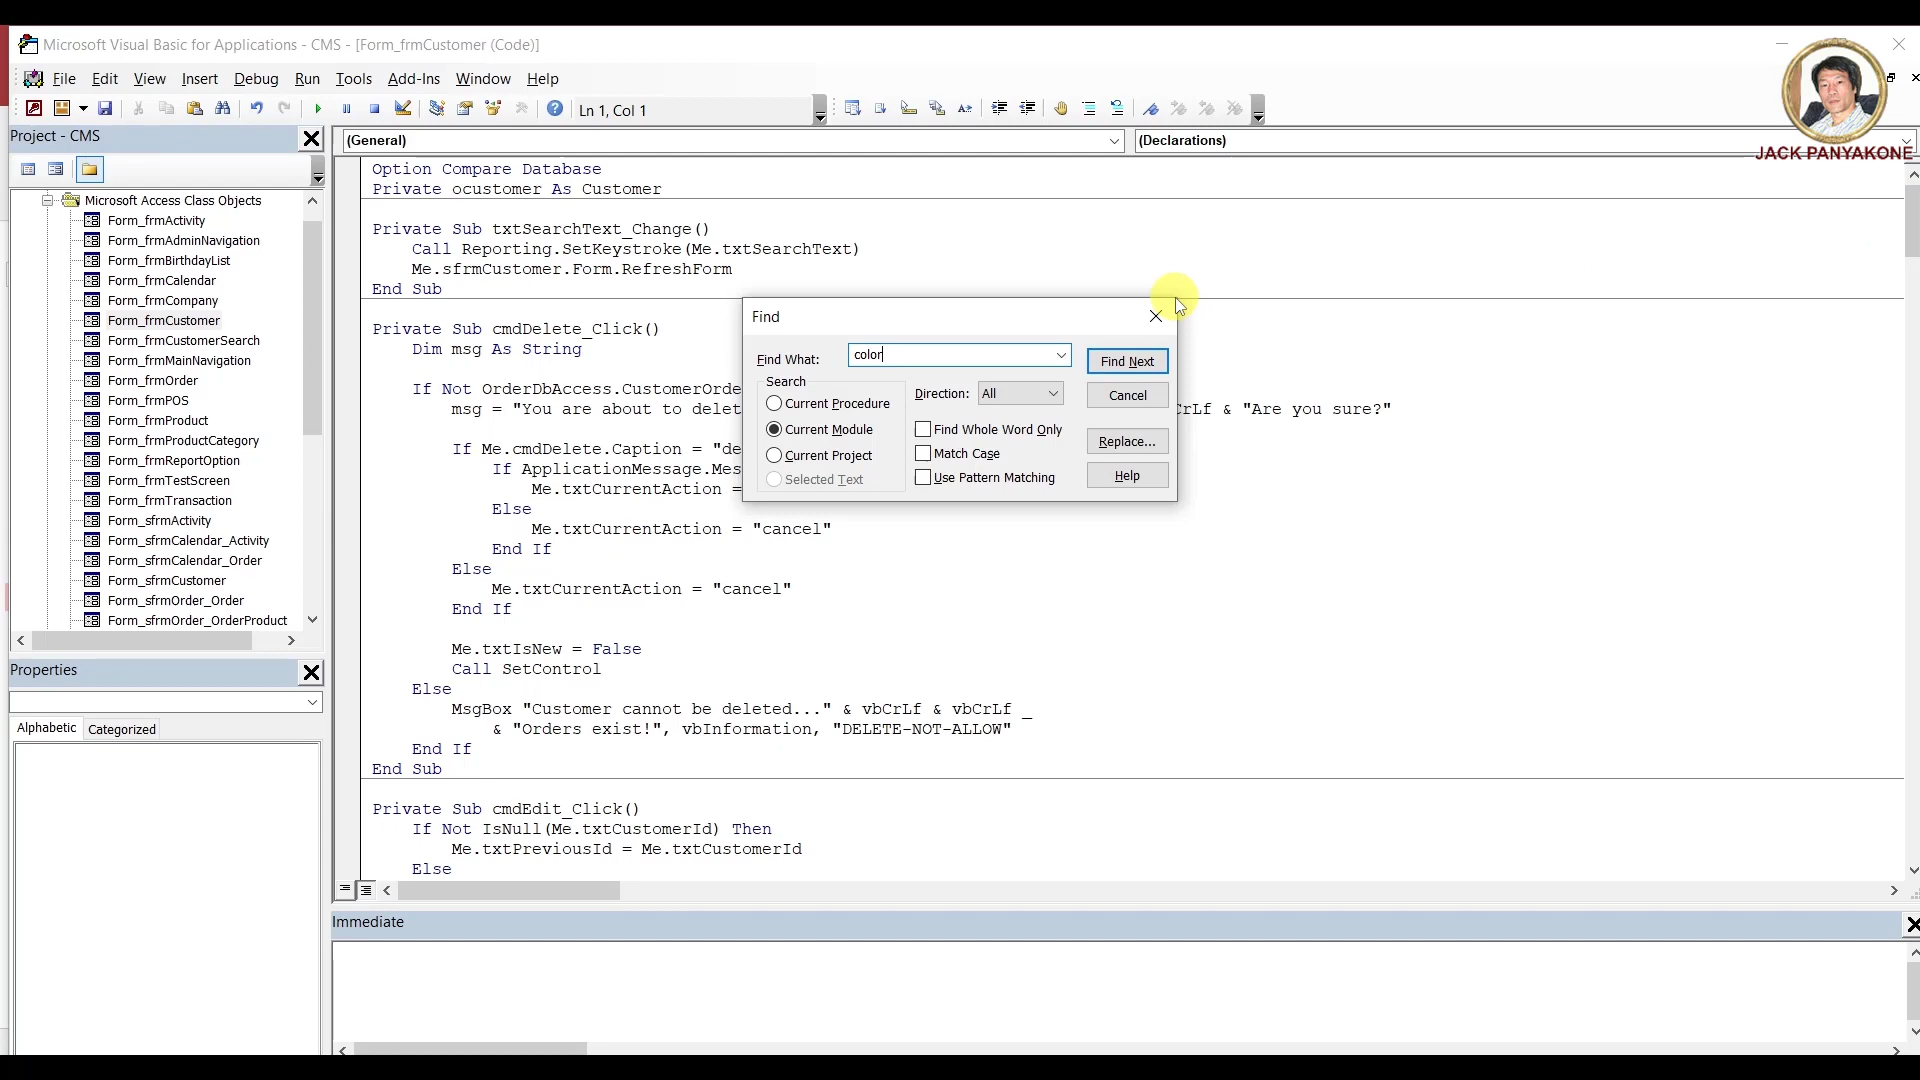 Microsoft Visual Basic for Applications - CMS - [Form_frmCustomer (Code)]
File Edit View Insert Debug Run Tools Add-Ins Window Help
Ln 1, Col 1
JACK PANYAKONE
Project - CMS
Microsoft Access Class Objects
Form_frmActivity
Form_frmAdminNavigation
Form_frmBirthdayList
Form_frmCalendar
Form_frmCompany
Form_frmCustomer
Form_frmCustomerSearch
Form_frmMainNavigation
Form_frmOrder
Form_frmPOS
Form_frmProduct
Form_frmProductCategory
Form_frmReportOption
Form_frmTestScreen
Form_frmTransaction
Form_sfrmActivity
Form_sfrmCalendar_Activity
Form_sfrmCalendar_Order
Form_sfrmCustomer
Form_sfrmOrder_Order
Form_sfrmOrder_OrderProduct
Properties
Alphabetic Categorized
(General) (Declarations)
Option Compare Database
Private ocustomer As Customer
Private Sub txtSearchText_Change()
Call Reporting.SetKeystroke(Me.txtSearchText)
Me.sfrmCustomer.Form.RefreshForm
End Sub
Private Sub cmdDelete_Click()
Dim msg As String
If Not OrderDbAccess.CustomerOrde
msg = "You are about to delet CrLf & "Are you sure?"
If Me.cmdDelete.Caption = "de
If ApplicationMessage.Mes
Me.txtCurrentAction =
Else
Me.txtCurrentAction = "cancel"
End If
Else
Me.txtCurrentAction = "cancel"
End If
Me.txtIsNew = False
Call SetControl
Else
MsgBox "Customer cannot be deleted..." & vbCrLf & vbCrLf _
& "Orders exist!", vbInformation, "DELETE-NOT-ALLOW"
End If
End Sub
Private Sub cmdEdit_Click()
If Not IsNull(Me.txtCustomerId) Then
Me.txtPreviousId = Me.txtCustomerId
Else
Find
Find What: color Find Next
Search
Direction: All Cancel
Current Procedure
Current Module Find Whole Word Only Replace...
Current Project Match Case
Selected Text Use Pattern Matching Help
Immediate